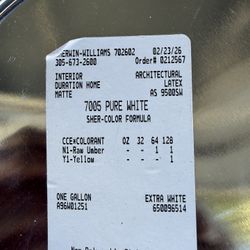 SHERWIN-WILLIAMS 702602 02/23/26
305-673-2600 Order# 0212567
INTERIOR ARCHITECTURAL
DURATION HOME LATEX
MATTE AS 9500SW
7005 PURE WHITE
SHER-COLOR FORMULA
CCE*COLORANT OZ 32 64 128
N1-Raw Umber - - 1 1
Y1-Yellow - - 1 -
ONE GALLON EXTRA WHITE
A96W01251 650096514